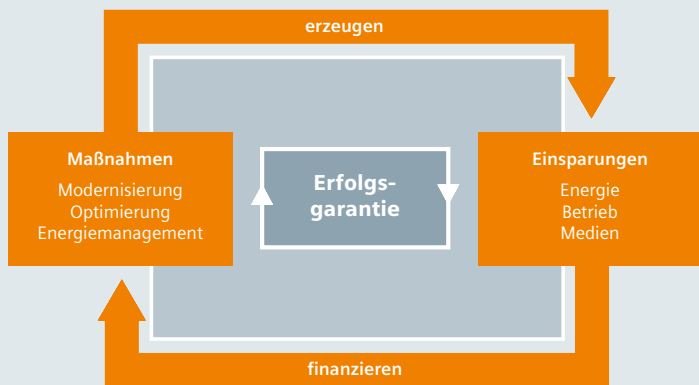 erzeugen
Maßnahmen
Modernisierung
Optimierung
Energiemanagement
Erfolgs-
garantie
Einsparungen
Energie
Betrieb
Medien
finanzieren